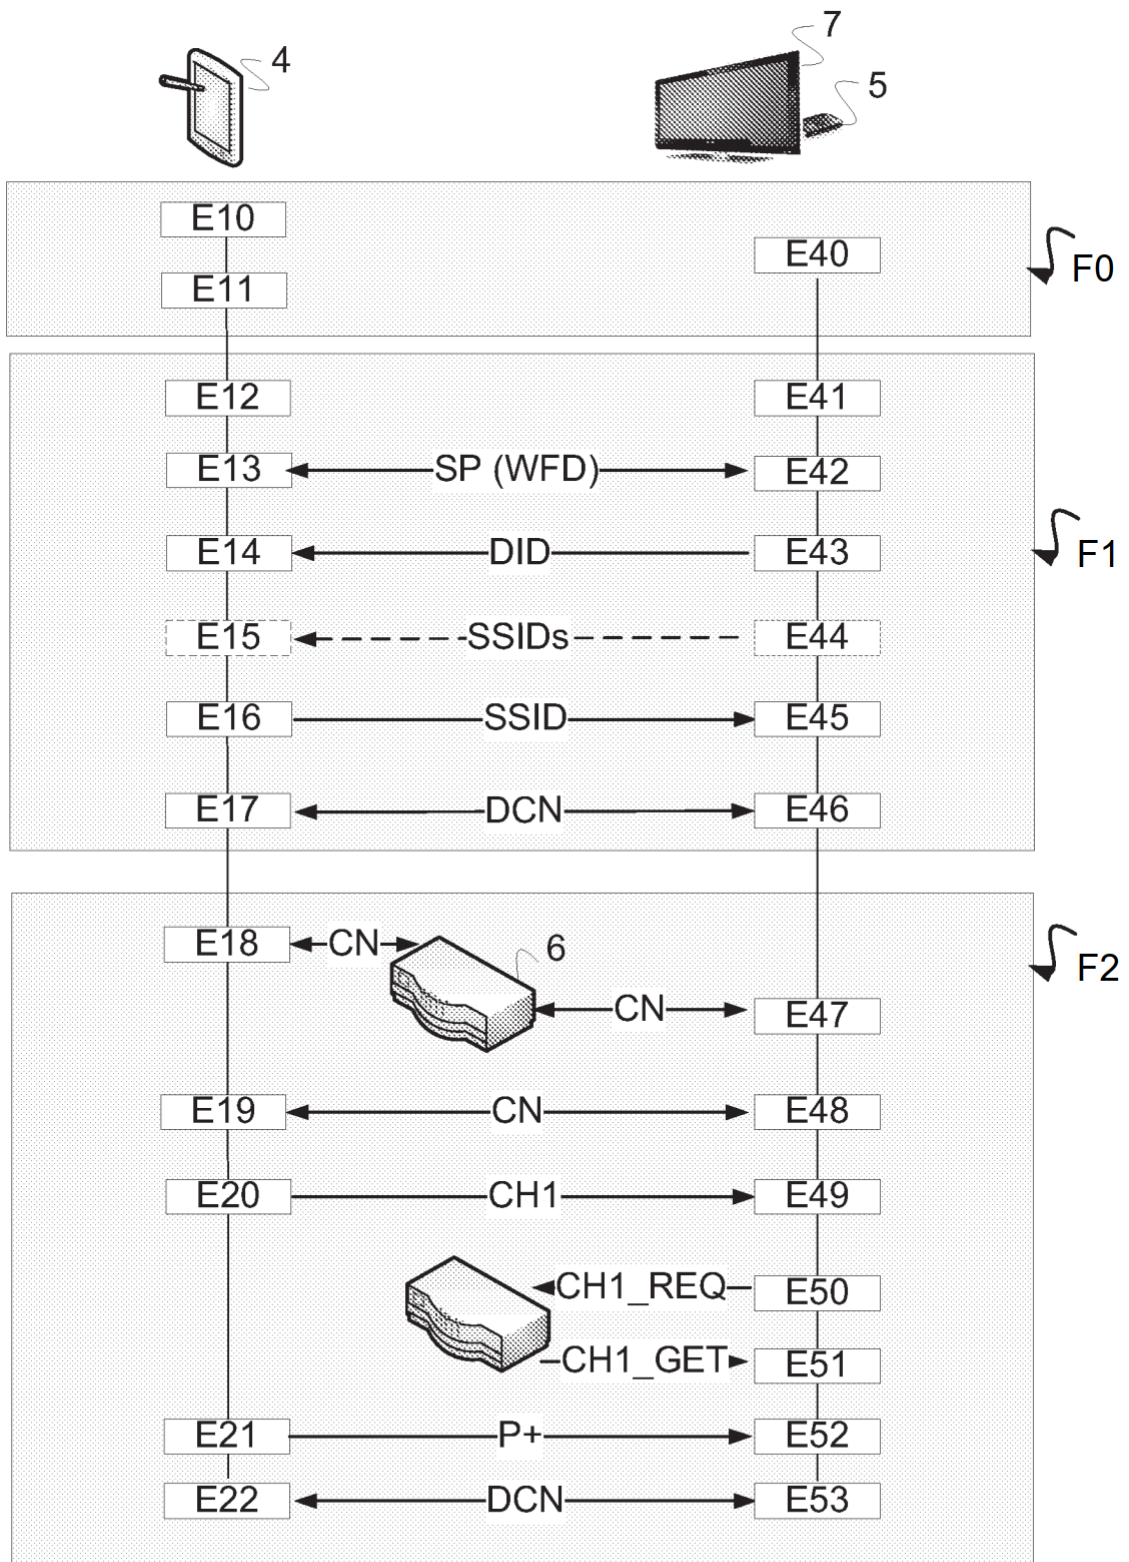 7
4
5
E10
E40
F0
E11
E12
E41
E13 SP (WFD) E42
E14 DID E43
F1
E15 SSIDs E44
E16 SSID E45
E17 DCN E46
E18 CN 6
F2
CN E47
E19 CN E48
E20 CH1 E49
CH1_REQ E50
CH1_GET E51
E21 P+ E52
E22 DCN E53